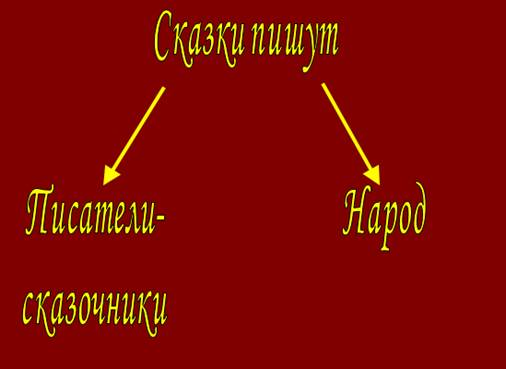 Сказки пишут
Писатели-
сказочники
Народ